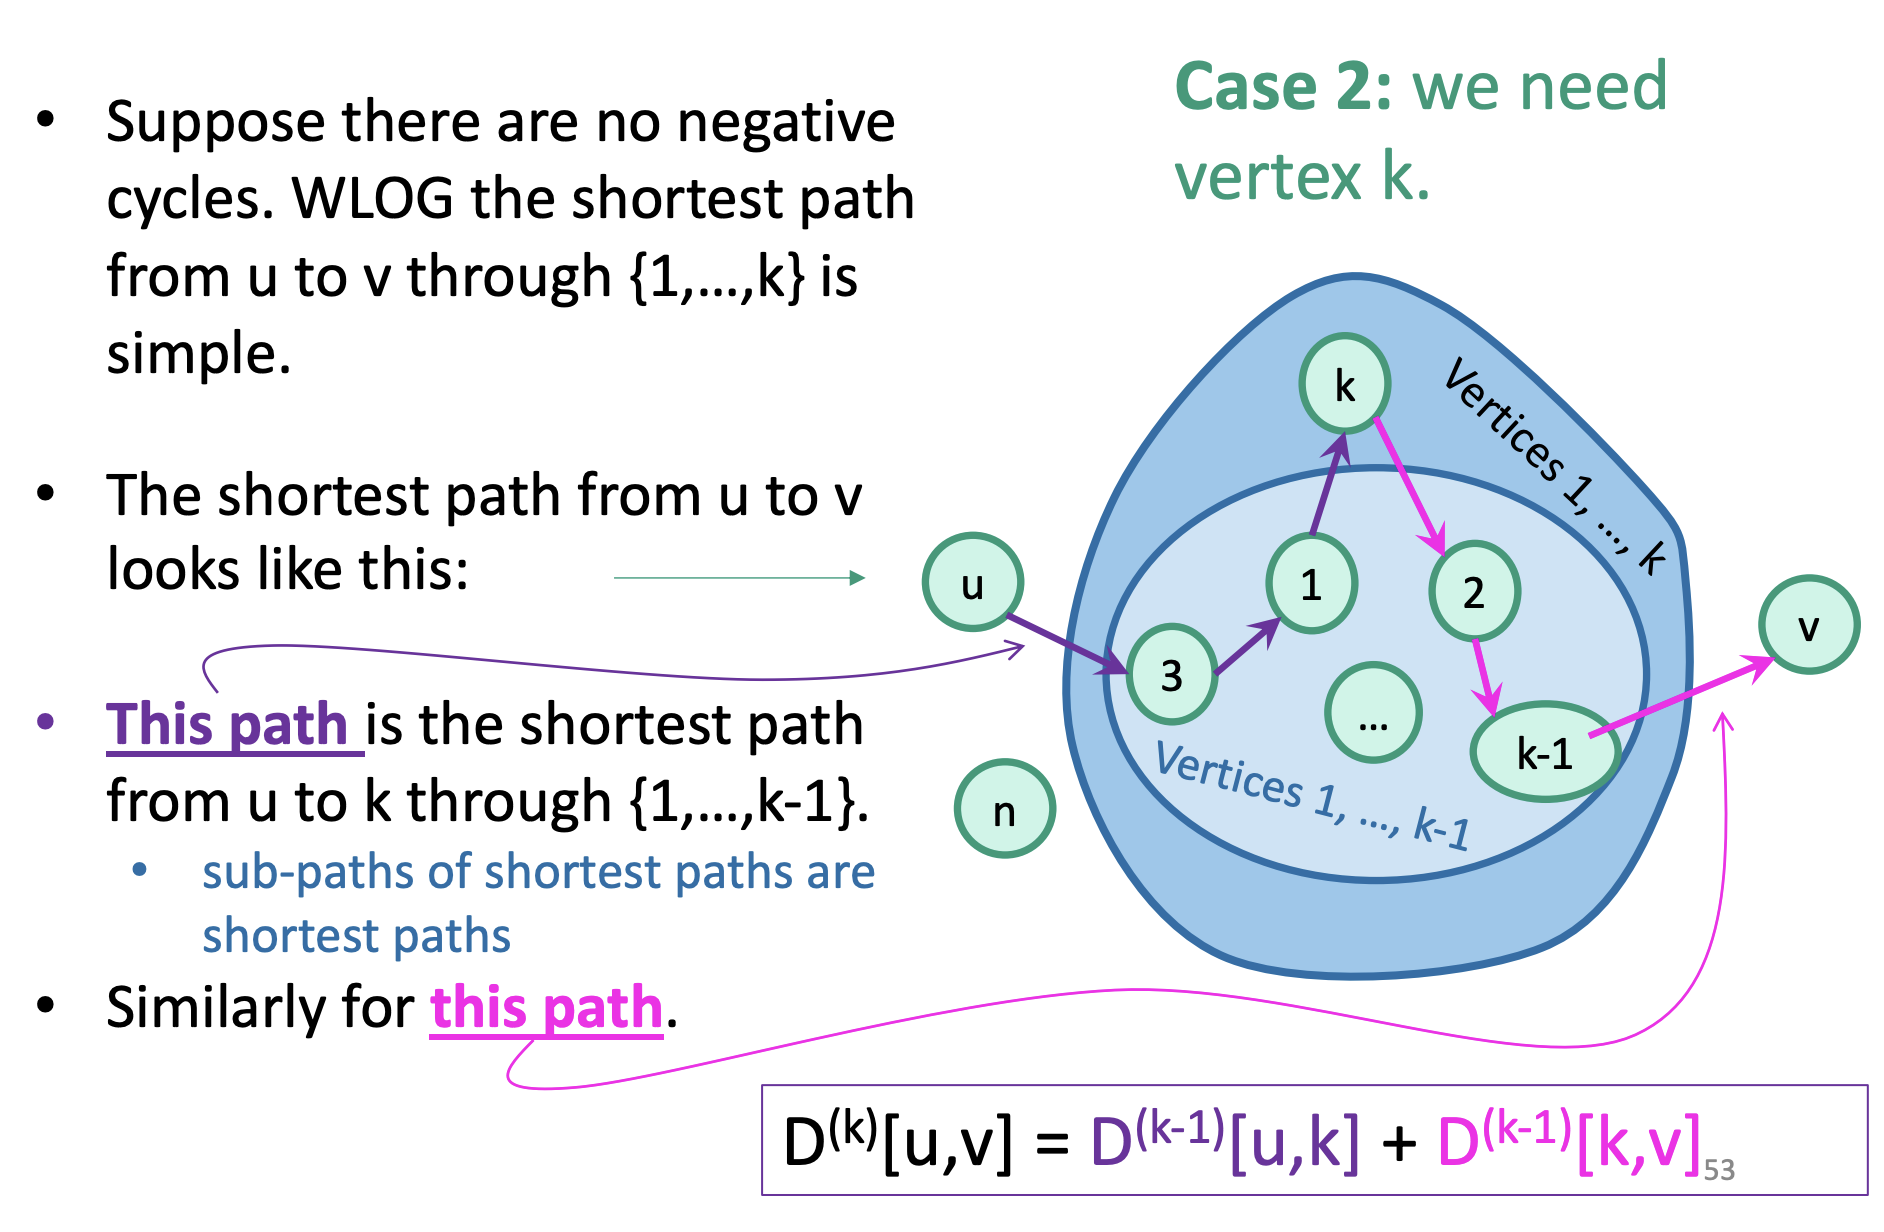 Case 2: we need
vertex k.
• Suppose there are no negative
cycles. WLOG the shortest path
from u to v through {1,…,k} is
simple.
• The shortest path from u to v
looks like this:
• This path is the shortest path
from u to k through {1,…,k-1}.
• sub-paths of shortest paths are
shortest paths
• Similarly for this path.
k
Vertices 1, …, k
u
1
2
v
3
…
k-1
n
Vertices 1, …, k-1
D(k)[u,v] = D(k-1)[u,k] + D(k-1)[k,v]
53